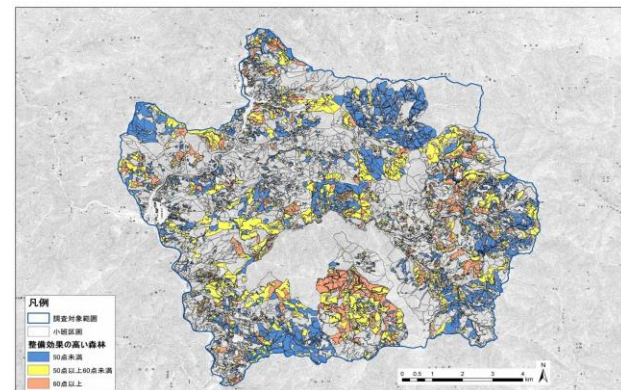 凡例
調査対象範囲
小班区画
整備効果の高い森林
50点未満
50点以上60点未満
60点以上
0 0.5 1 2 3 4
km
N